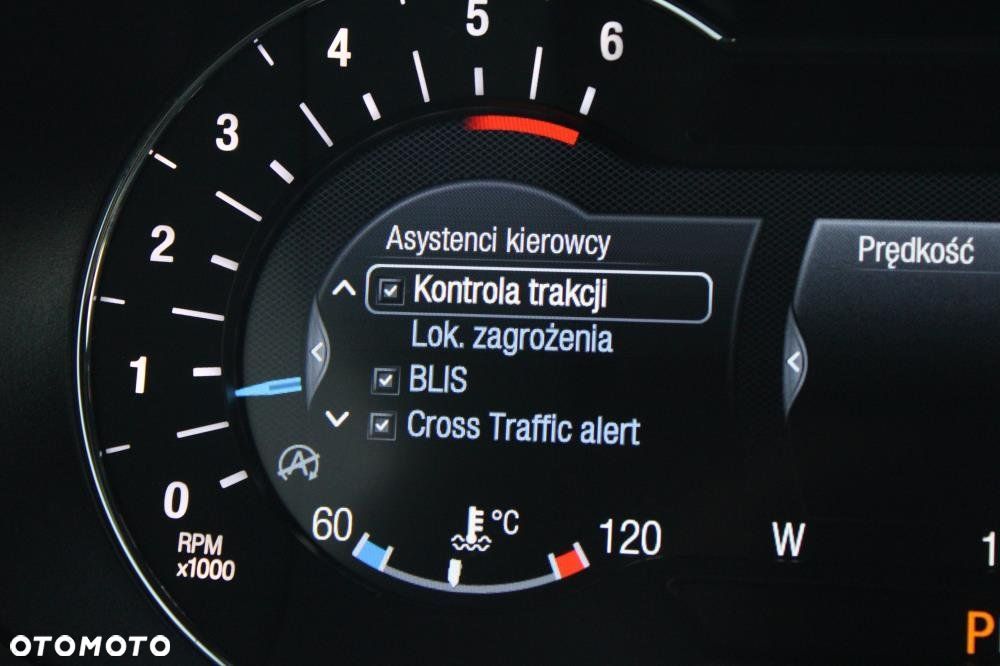 5
4
6
3
2
1
0
RPM
x1000
Asystenci kierowcy
Kontrola trakcji
Lok. zagrożenia
BLIS
Cross Traffic alert
A
60
°C
120
Prędkość
W
1
P
OTOMOTO